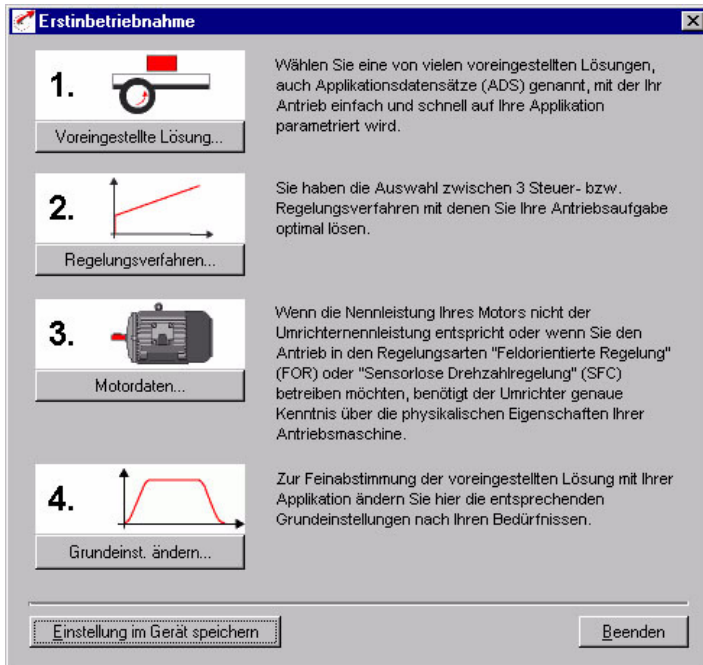 Erstinbetriebnahme
1.
Voreingestellte Lösung...
Wählen Sie eine von vielen voreingestellten Lösungen,
auch Applikationsdatensätze (ADS) genannt, mit der Ihr
Antrieb einfach und schnell auf Ihre Applikation
parametriert wird.
2.
Regelungsverfahren...
Sie haben die Auswahl zwischen 3 Steuer- bzw.
Regelungsverfahren mit denen Sie Ihre Antriebsaufgabe
optimal lösen.
3.
Motordaten...
Wenn die Nennleistung Ihres Motors nicht der
Umrichternennleistung entspricht oder wenn Sie den
Antrieb in den Regelungsarten "Feldorientierte Regelung"
(FOR) oder "Sensorlose Drehzahlregelung" (SFC)
betreiben möchten, benötigt der Umrichter genaue
Kenntnis über die physikalischen Eigenschaften Ihrer
Antriebsmaschine.
4.
Grundeinst. ändern...
Zur Feinabstimmung der voreingestellten Lösung mit Ihrer
Applikation ändern Sie hier die entsprechenden
Grundeinstellungen nach Ihren Bedürfnissen.
Einstellung im Gerät speichern
Beenden